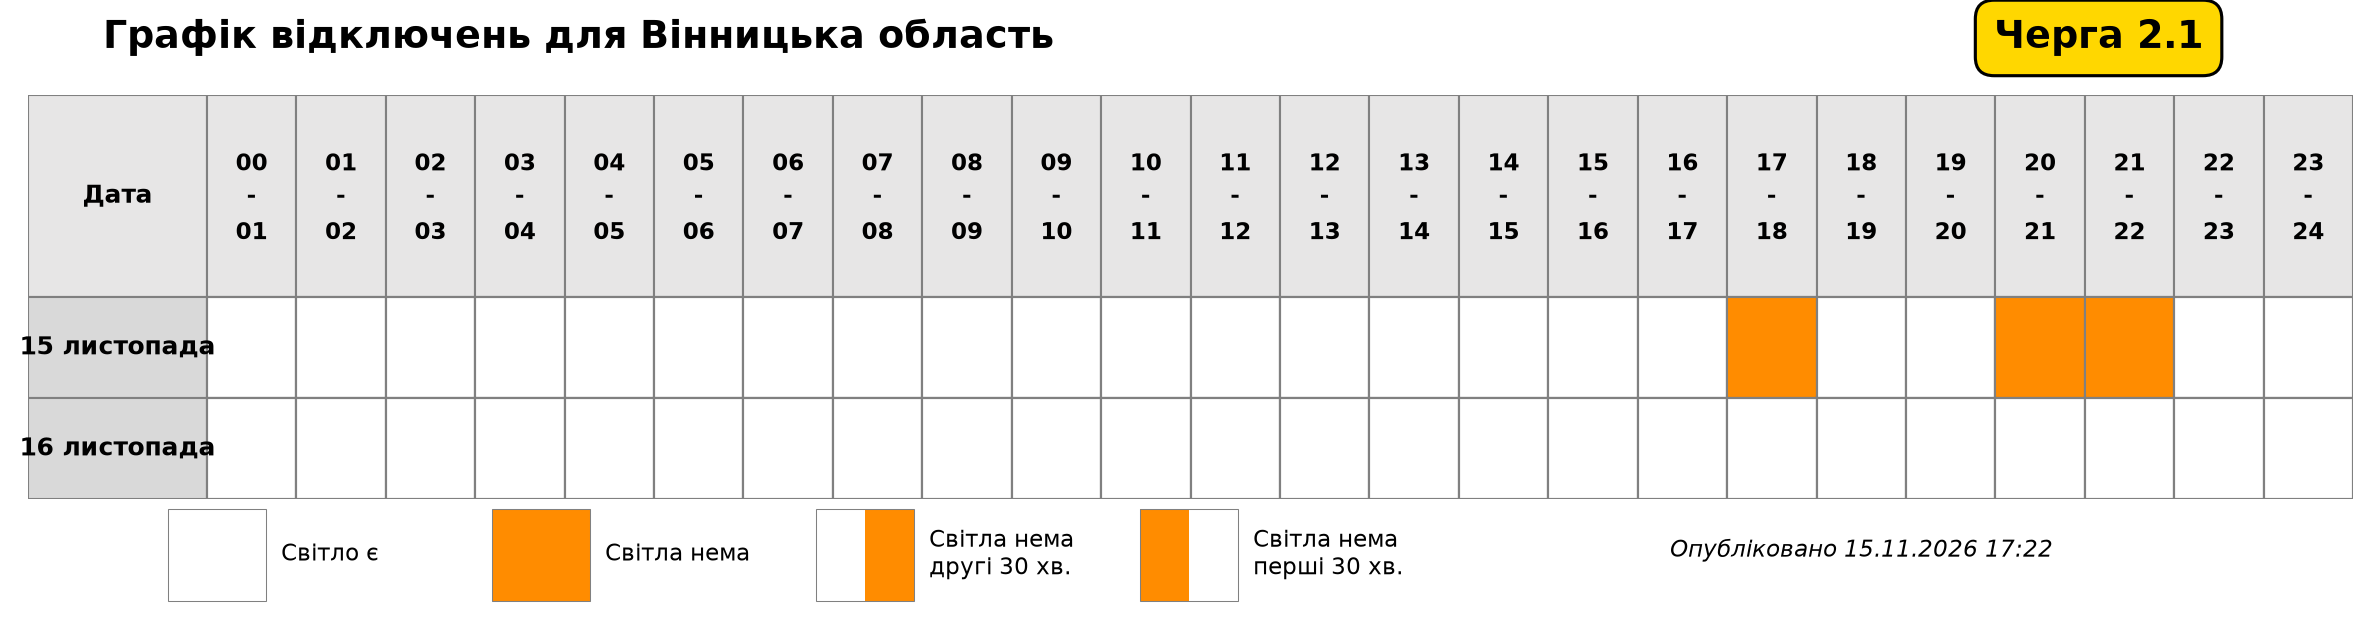 Графік відключень для Вінницька область
Черга 2.1
Дата
00 - 01
01 - 02
02 - 03
03 - 04
04 - 05
05 - 06
06 - 07
07 - 08
08 - 09
09 - 10
10 - 11
11 - 12
12 - 13
13 - 14
14 - 15
15 - 16
16 - 17
17 - 18
18 - 19
19 - 20
20 - 21
21 - 22
22 - 23
23 - 24
15 листопада
16 листопада
Світло є
Світла нема
Світла нема
другі 30 хв.
Світла нема
перші 30 хв.
Опубліковано 15.11.2026 17:22